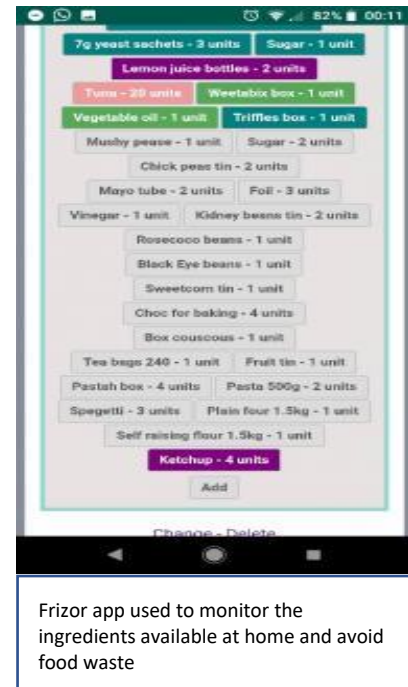 82% 00:11
7g yeast sachets - 3 units Sugar - 1 unit
Lemon juice bottles - 2 units
Tuna - 20 units Weetabix box - 1 unit
Vegetable oil - 1 unit Triffles box - 1 unit
Mushy pease - 1 unit Sugar - 2 units
Chick peas tin - 2 units
Mayo tube - 2 units Foil - 3 units
Vinegar - 1 unit Kidney beans tin - 2 units
Rosecoco beans - 1 unit
Black Eye beans - 1 unit
Sweetcorn tin - 1 unit
Choc for baking - 4 units
Box couscous - 1 unit
Tea bags 240 - 1 unit Fruit tin - 1 unit
Pastah box - 4 units Pasta 500g - 2 units
Spegetti - 3 units Plain four 1.5kg - 1 unit
Self raising flour 1.5kg - 1 unit
Ketchup - 4 units
Add
Change - Delete
Frizor app used to monitor the
ingredients available at home and avoid
food waste